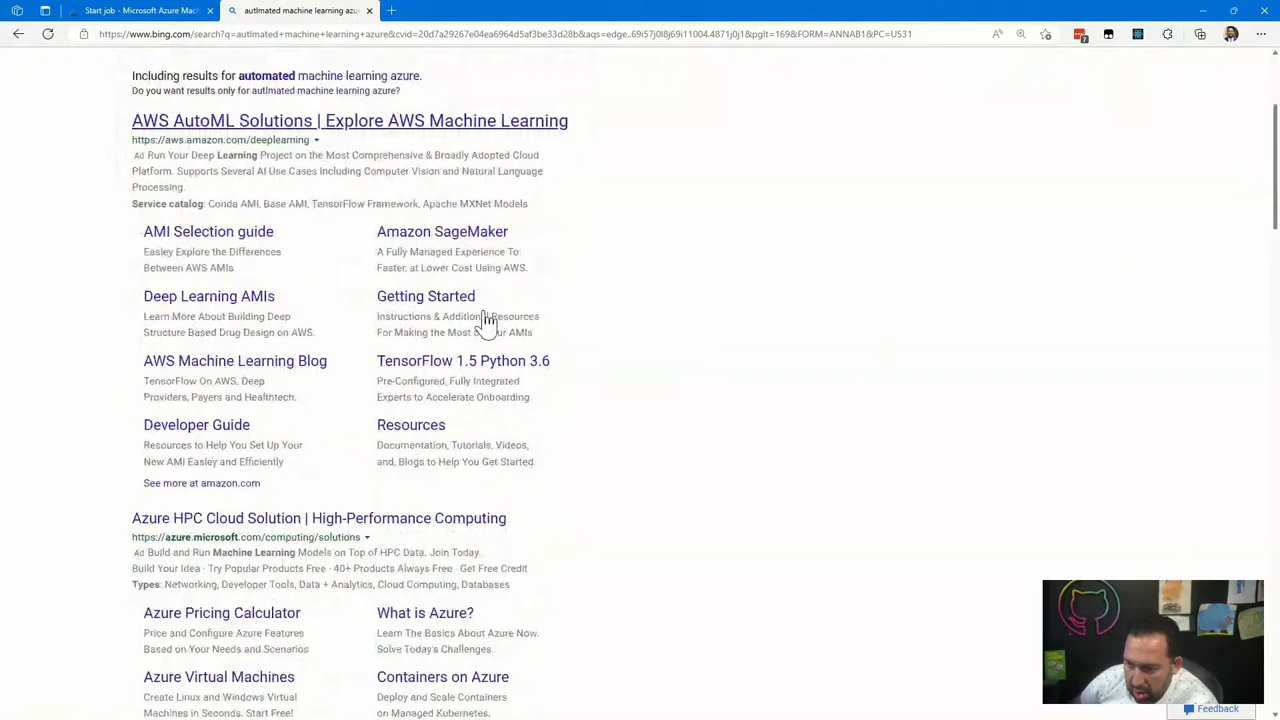 Start job - Microsoft Azure Mach
autlmated machine learning azur
https://www.bing.com/search?q=autlmated+machine+learning+azure&cvid=20d7a29267e04ea6964d5af3be33d28b&aqs=edge..69i57j0l8j69i11004.4871j0j1&pglt=169&FORM=ANNAB1&PC=U531
7
Including results for automated machine learning azure.
Do you want results only for autlmated machine learning azure?
AWS AutoML Solutions | Explore AWS Machine Learning
https://aws.amazon.com/deeplearning
Ad Run Your Deep Learning Project on the Most Comprehensive & Broadly Adopted Cloud
Platform. Supports Several AI Use Cases Including Computer Vision and Natural Language
Processing.
Service catalog: Conda AMI, Base AMI, TensorFlow Framework, Apache MXNet Models
AMI Selection guide
Easley Explore the Differences
Between AWS AMIs
Amazon SageMaker
A Fully Managed Experience To
Faster, at Lower Cost Using AWS.
Deep Learning AMIs
Learn More About Building Deep
Structure Based Drug Design on AWS.
Getting Started
Instructions & Addition Resources
For Making the Most ur AMIs
AWS Machine Learning Blog
TensorFlow On AWS, Deep
Providers, Payers and Healthtech.
TensorFlow 1.5 Python 3.6
Pre-Configured, Fully Integrated
Experts to Accelerate Onboarding.
Developer Guide
Resources to Help You Set Up Your
New AMI Easley and Efficiently
Resources
Documentation, Tutorials, Videos,
and, Blogs to Help You Get Started
See more at amazon.com
Azure HPC Cloud Solution | High-Performance Computing
https://azure.microsoft.com/computing/solutions
Ad Build and Run Machine Learning Models on Top of HPC Data. Join Today
Build Your Idea · Try Popular Products Free · 40+ Products Always Free · Get Free Credit
Types: Networking, Developer Tools, Data + Analytics, Cloud Computing, Databases
Azure Pricing Calculator
Price and Configure Azure Features
Based on Your Needs and Scenarios
What is Azure?
Learn The Basics About Azure Now.
Solve Today's Challenges.
Azure Virtual Machines
Create Linux and Windows Virtual
Machines in Seconds. Start Free!
Containers on Azure
Deploy and Scale Containers
on Managed Kubernetes.
Feedback